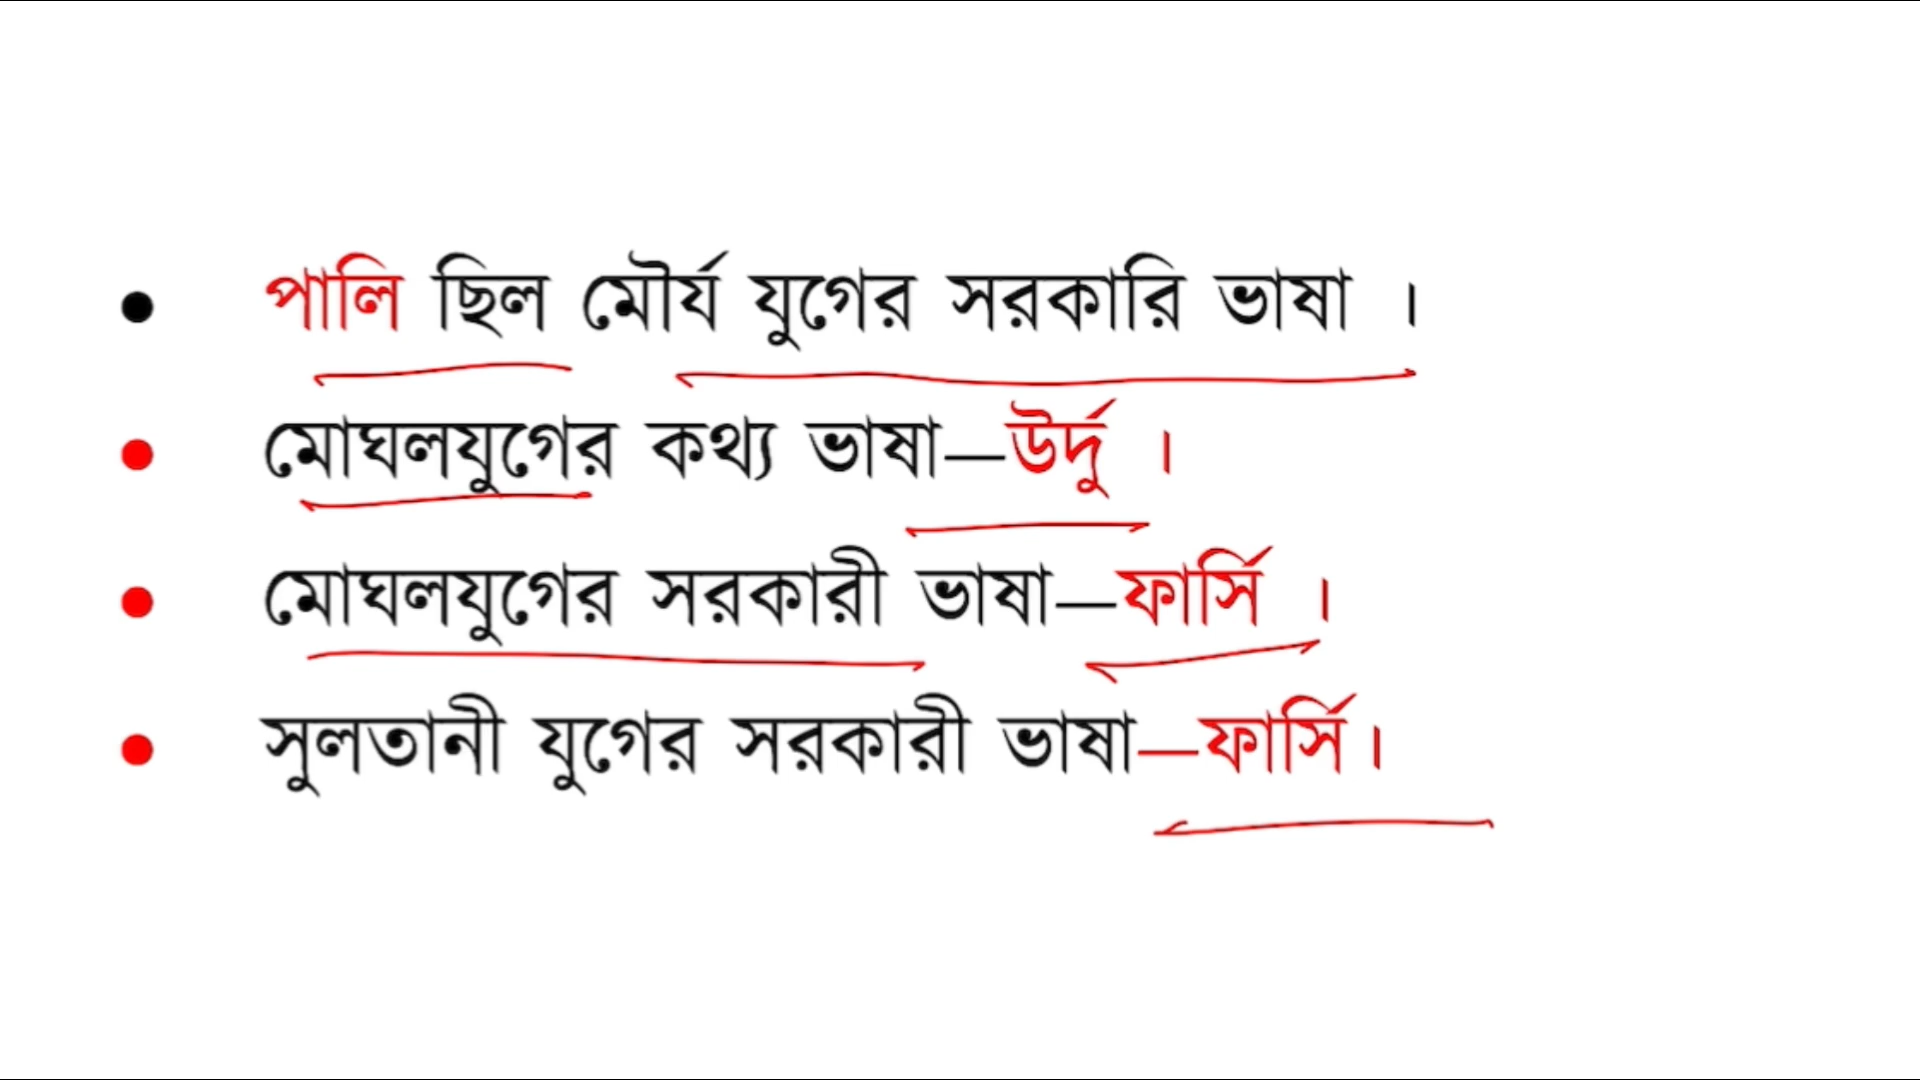 • পালি ছিল মৌর্য যুগের সরকারি ভাষা ।
• মোঘলযুগের কথ্য ভাষা—উর্দু ।
• মোঘলযুগের সরকারী ভাষা—ফার্সি ।
• সুলতানী যুগের সরকারী ভাষা—ফার্সি।